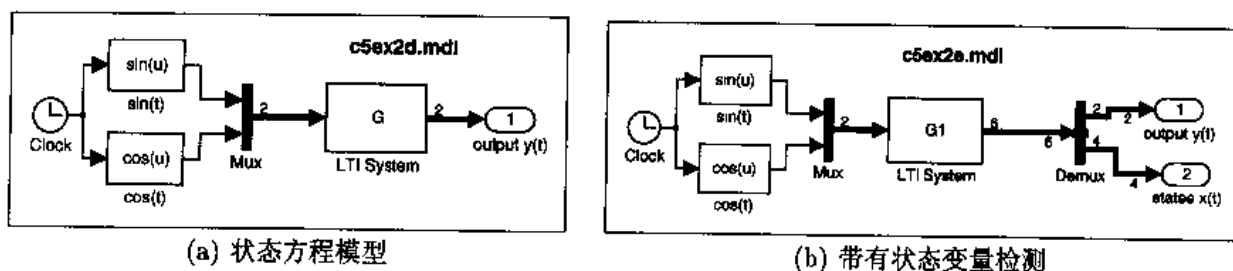 c5ex2d.mdl
sin(u)
sin(t)
Clock
cos(u)
cos(t)
Mux
2
G
LTI System
2
1
output y(t)
(a) 状态方程模型
c5ex2e.mdl
sin(u)
sin(t)
Clock
cos(u)
cos(t)
Mux
2
G1
LTI System
6
6
Demux
2
2
1
output y(t)
4
4
2
states x(t)
(b) 带有状态变量检测